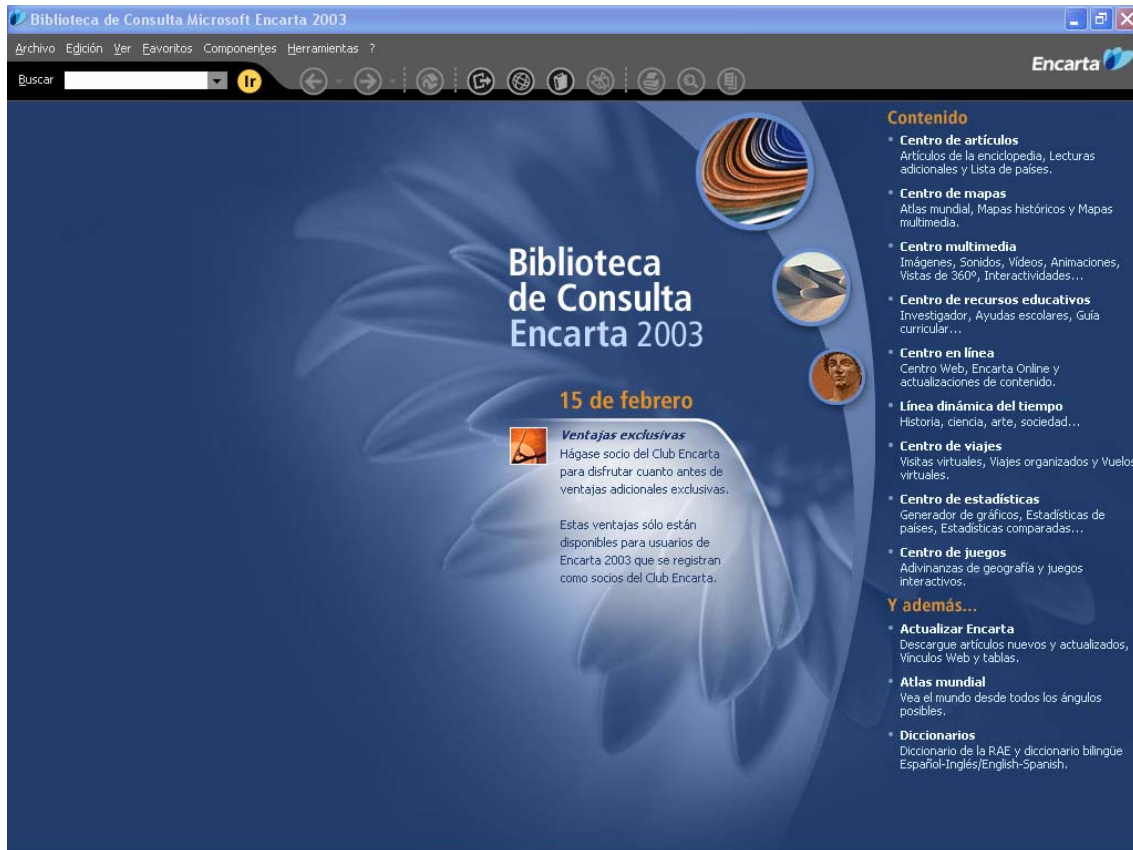 Biblioteca de Consulta Microsoft Encarta 2003
Archivo Edición Ver Favoritos Componentes Herramientas ?
Buscar
Ir
Encarta
Biblioteca
de Consulta
Encarta 2003
15 de febrero
Ventajas exclusivas
Hágase socio del Club Encarta
para disfrutar cuanto antes de
ventajas adicionales exclusivas.
Estas ventajas sólo están
disponibles para usuarios de
Encarta 2003 que se registran
como socios del Club Encarta.
Contenido
Centro de artículos
Artículos de la enciclopedia, Lecturas
adicionales y Lista de países.
Centro de mapas
Atlas mundial, Mapas históricos y Mapas
multimedia.
Centro multimedia
Imágenes, Sonidos, Vídeos, Animaciones,
Vistas de 360º, Interactividades...
Centro de recursos educativos
Investigador, Ayudas escolares, Guía
curricular...
Centro en línea
Centro Web, Encarta Online y
actualizaciones de contenido.
Línea dinámica del tiempo
Historia, ciencia, arte, sociedad...
Centro de viajes
Visitas virtuales, Viajes organizados y Vuelos
virtuales.
Centro de estadísticas
Generador de gráficos, Estadísticas de
países, Estadísticas comparadas...
Centro de juegos
Adivinanzas de geografía y juegos
interactivos.
Y además...
Actualizar Encarta
Descargue artículos nuevos y actualizados,
Vínculos Web y tablas.
Atlas mundial
Vea el mundo desde todos los ángulos
posibles.
Diccionarios
Diccionario de la RAE y diccionario bilingüe
Español-Inglés/English-Spanish.